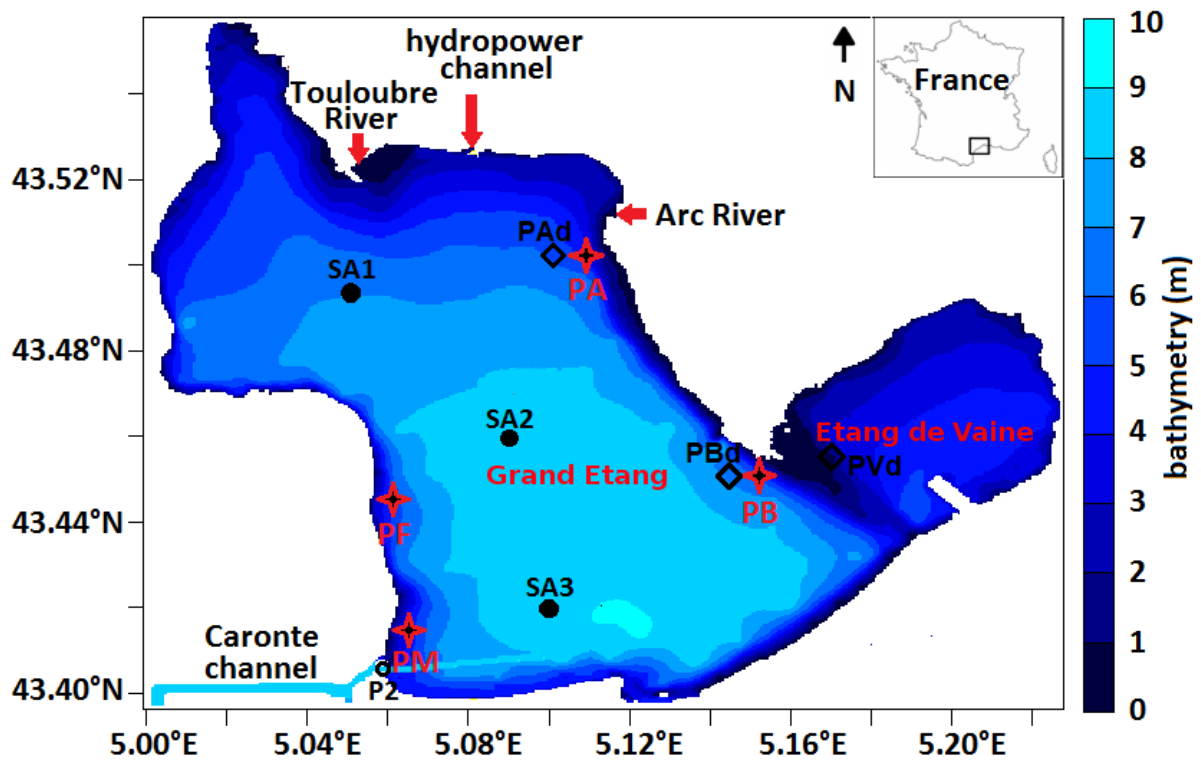 hydropower
channel
Touloubre
River
N
France
Arc River
43.52°N
43.48°N
43.44°N
43.40°N
PAd
PA
SA1
SA2
Grand Etang
PBd
PB
Etang de Vaine
PVd
PF
SA3
PM
P2
Caronte
channel
5.00°E
5.04°E
5.08°E
5.12°E
5.16°E
5.20°E
10
9
8
7
6
5
4
3
2
1
0
bathymetry (m)